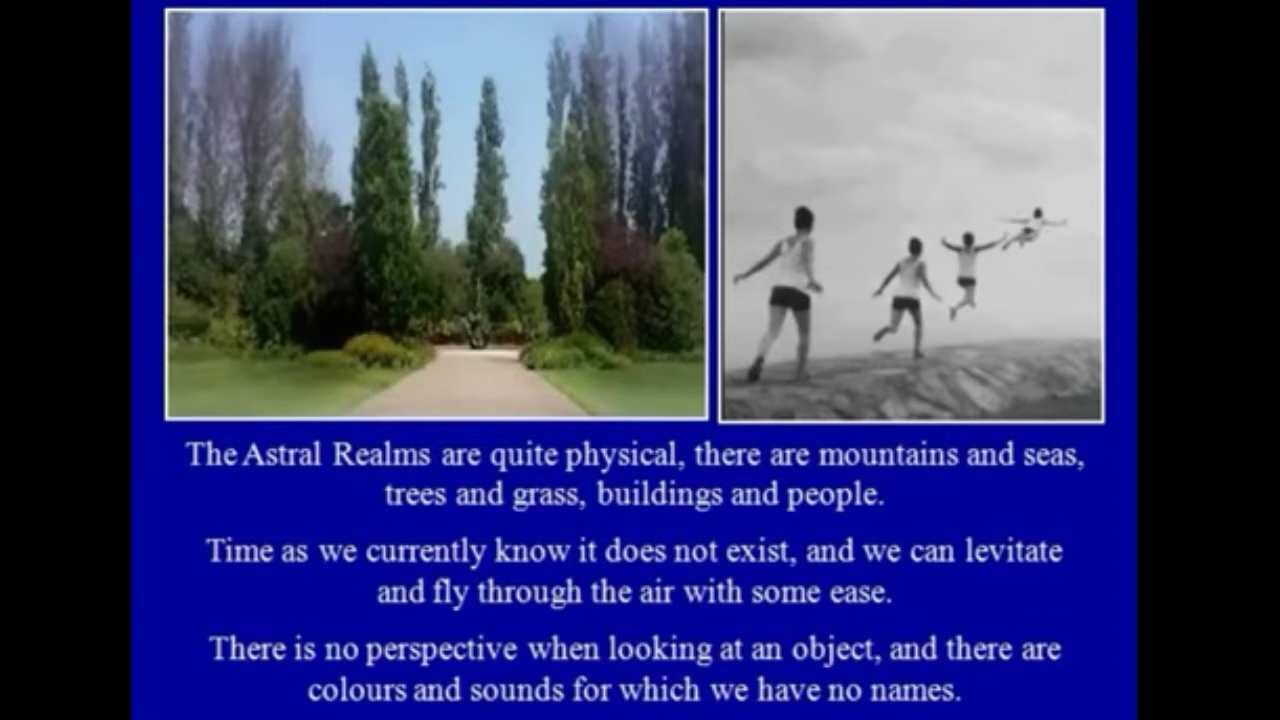 The Astral Realms are quite physical, there are mountains and seas,
trees and grass, buildings and people.
Time as we currently know it does not exist, and we can levitate
and fly through the air with some ease.
There is no perspective when looking at an object, and there are
colours and sounds for which we have no names.